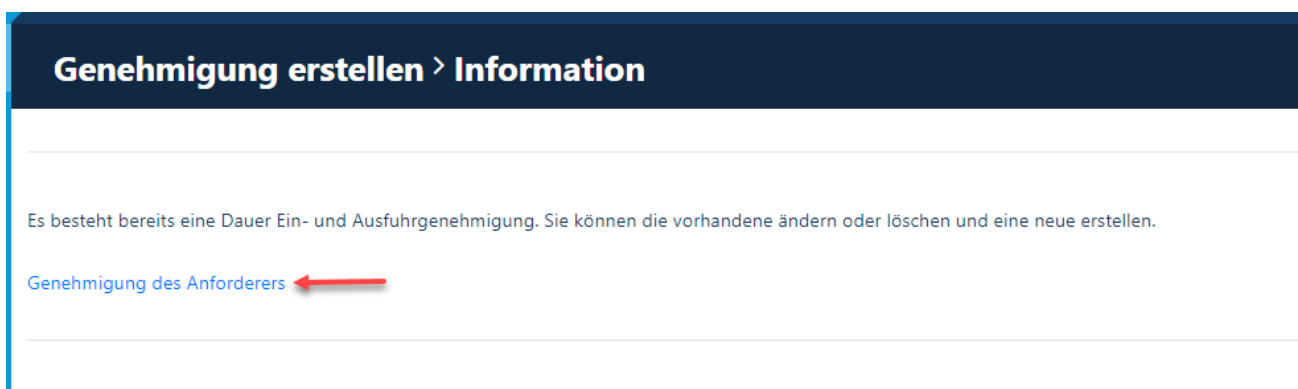 Genehmigung erstellen > Information
Es besteht bereits eine Dauer Ein- und Ausfuhrgenehmigung. Sie können die vorhandene ändern oder löschen und eine neue erstellen.
Genehmigung des Anforderers